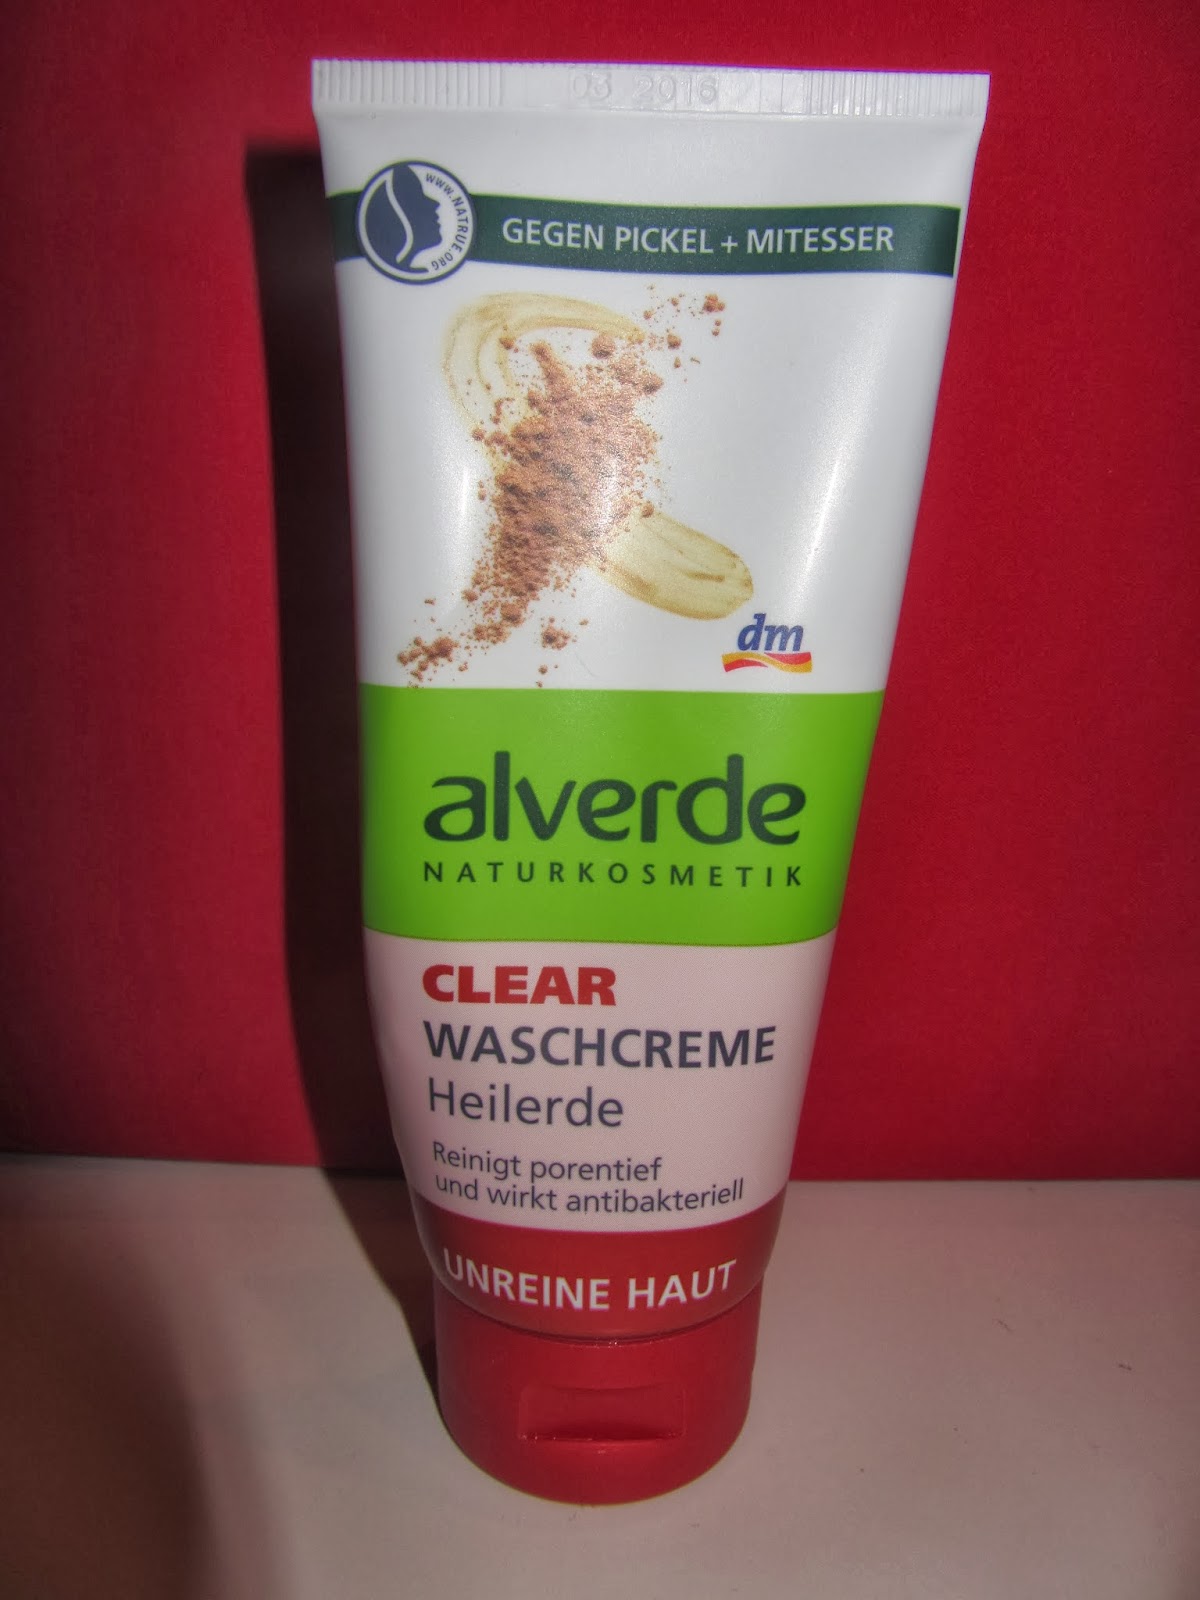 03 2016
WWW.NATRUE.ORG
GEGEN PICKEL + MITESSER
dm
alverde
NATURKOSMETIK
CLEAR
WASCHCREME
Heilerde
Reinigt porentief
und wirkt antibakteriell
UNREINE HAUT